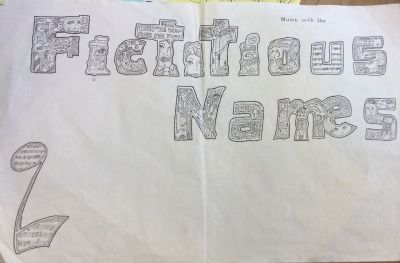 Music with the ....
Fictitious
Names